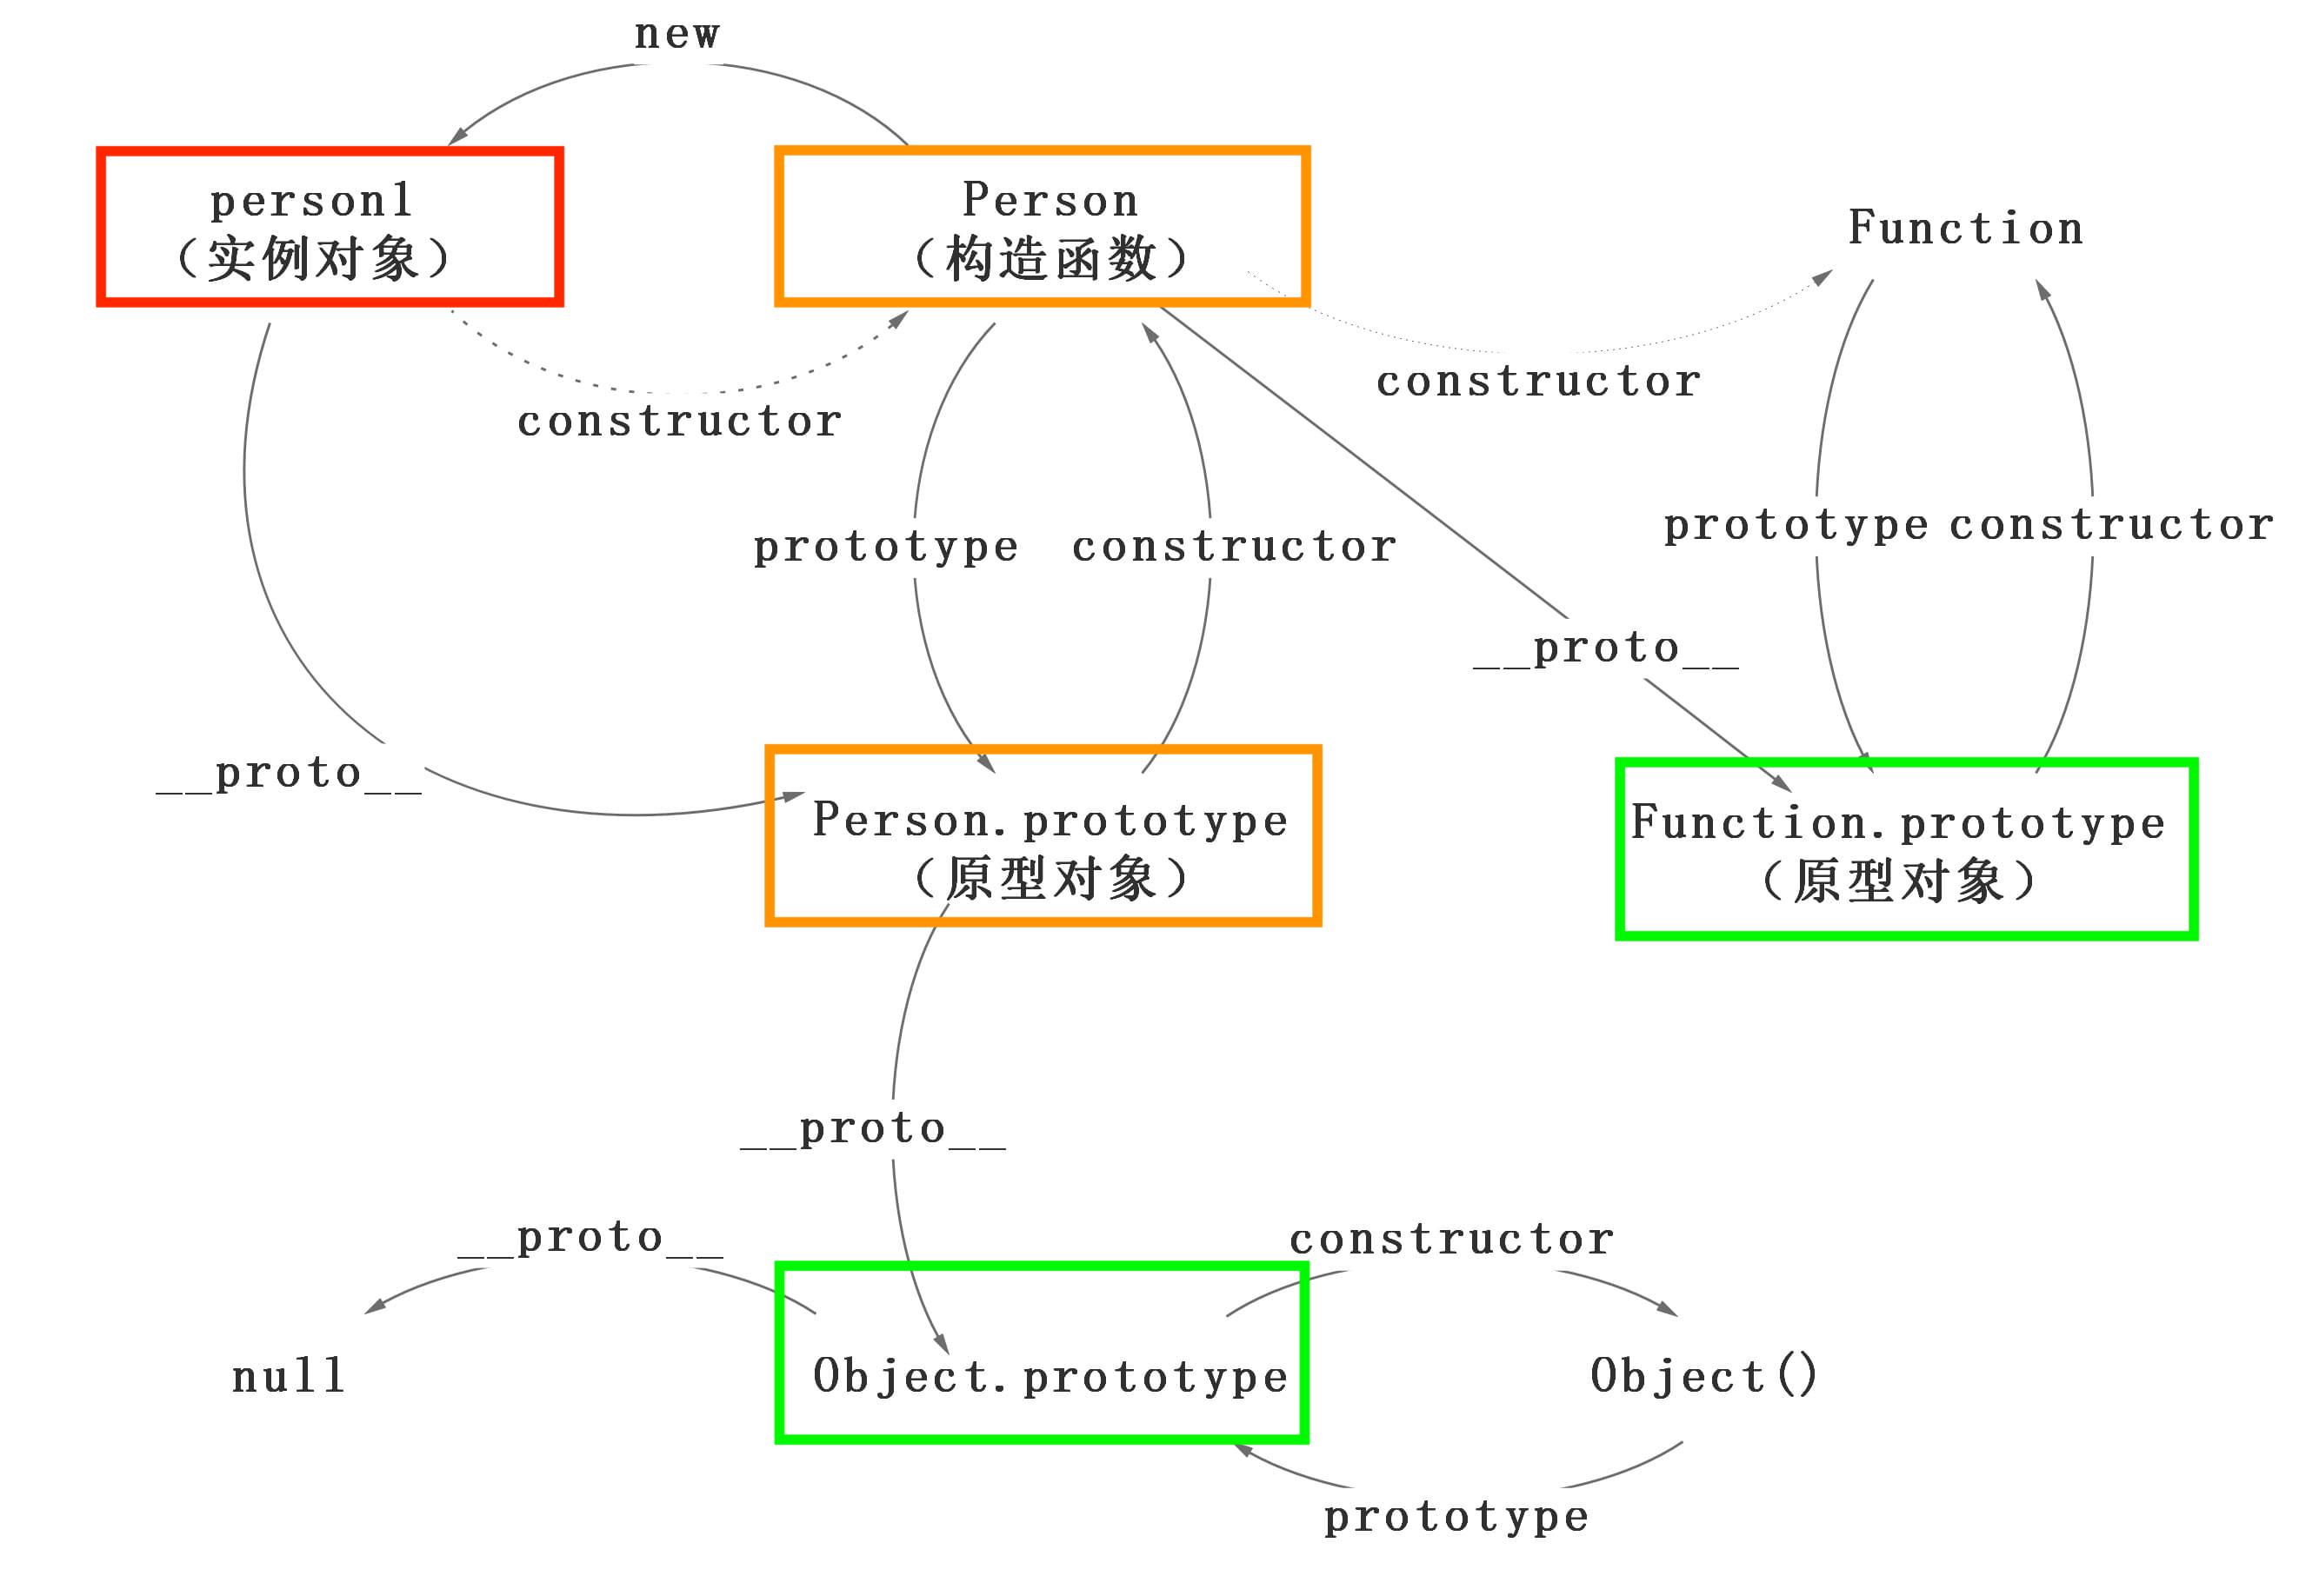 new
person1
（实例对象）
Person
（构造函数）
Function
constructor
constructor
prototype
constructor
prototype
constructor
__proto__
__proto__
Person.prototype
（原型对象）
Function.prototype
（原型对象）
__proto__
__proto__
constructor
null
Object.prototype
Object()
prototype